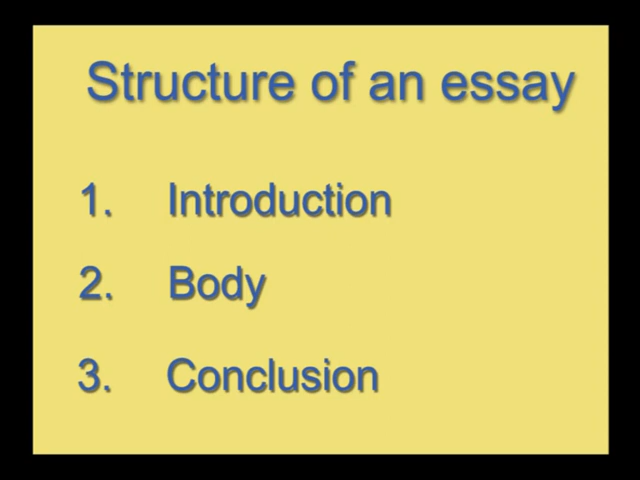 Structure of an essay
1. Introduction
2. Body
3. Conclusion